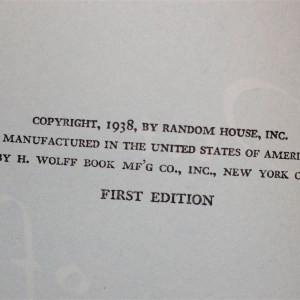 COPYRIGHT, 1938, BY RANDOM HOUSE, INC.
MANUFACTURED IN THE UNITED STATES OF AMERI
BY H. WOLFF BOOK MF'G CO., INC., NEW YORK C
FIRST EDITION